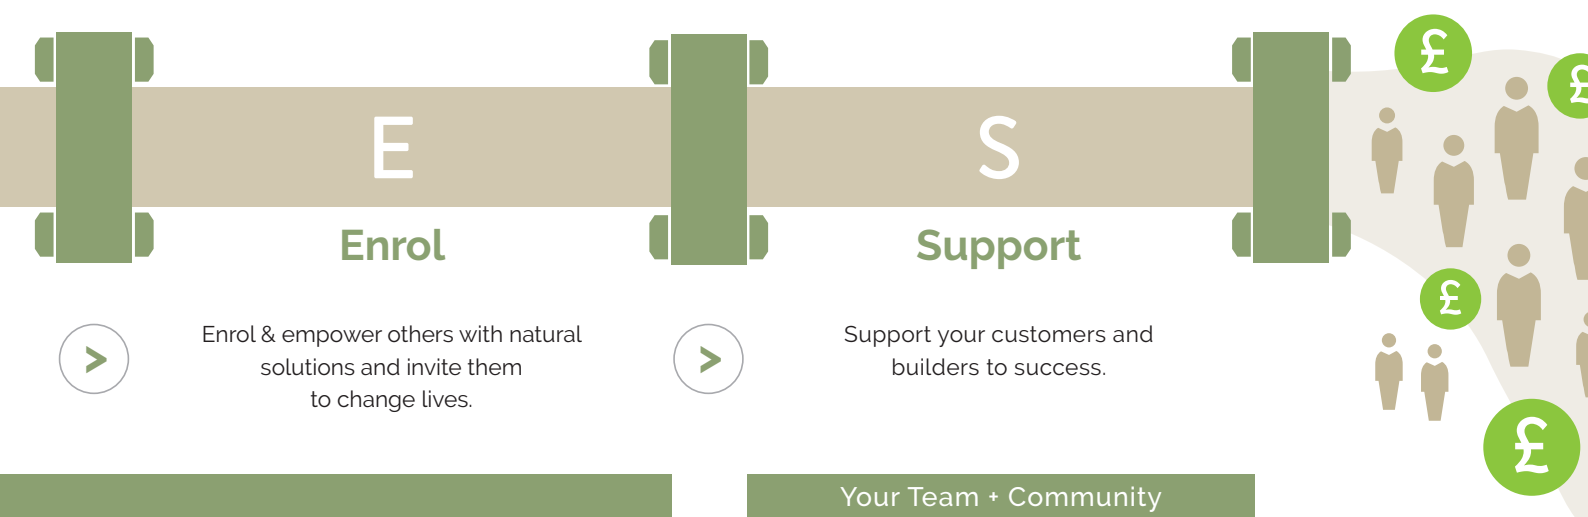 E
S
Enrol
Support
Enrol & empower others with natural
solutions and invite them
to change lives.
>
Support your customers and
builders to success.
>
Your Team + Community
£
£
£
£